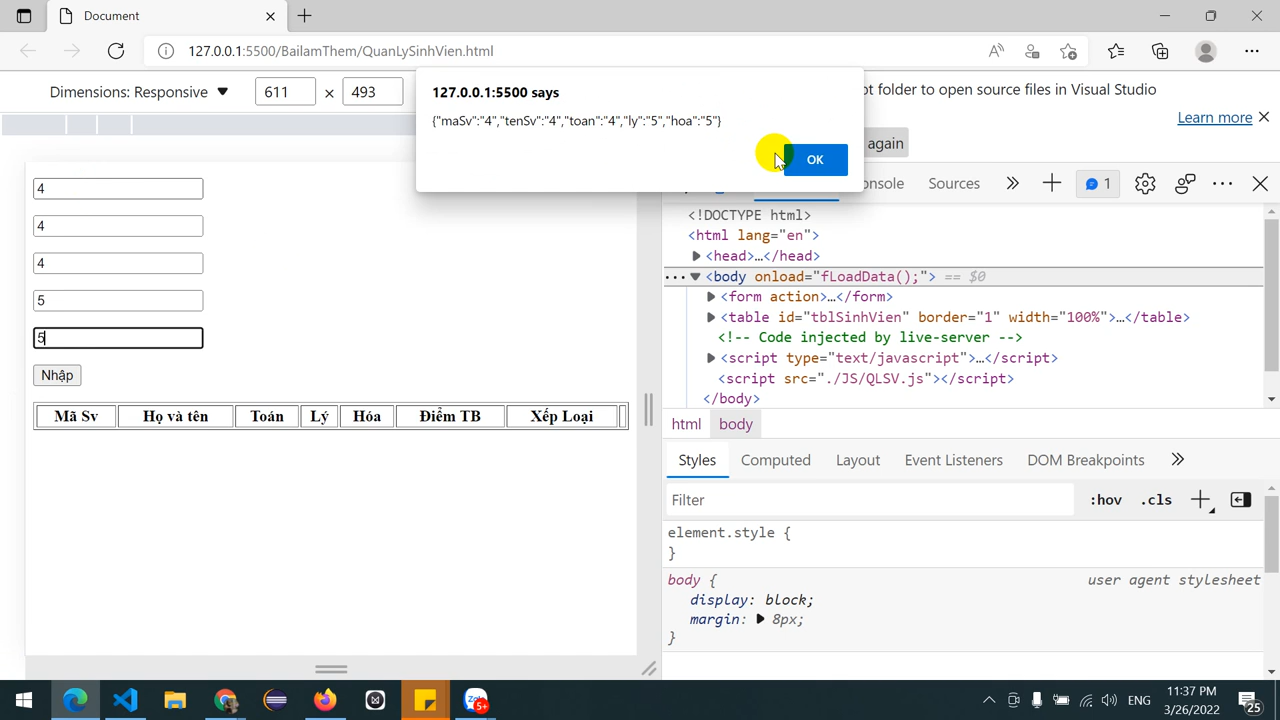 Document
127.0.0.1:5500/BailamThem/QuanLySinhVien.html
Dimensions: Responsive 611 × 493
127.0.0.1:5500 says
{"maSv":"4","tenSv":"4","toan":"4","ly":"5","hoa":"5"}
OK
folder to open source files in Visual Studio
Learn more
again
4
4
4
5
5
Nhập
Mã Sv Họ và tên Toán Lý Hóa Điểm TB Xếp Loại
Sources
1
<!DOCTYPE html>
<html lang="en">
<head>…</head>
<body onload="fLoadData();"> == $0
<form action>…</form>
<table id="tblSinhVien" border="1" width="100%">…</table>
<!-- Code injected by live-server -->
<script type="text/javascript">…</script>
<script src="./JS/QLSV.js"></script>
</body>
html body
Styles Computed Layout Event Listeners DOM Breakpoints
Filter
:hov .cls
element.style {
}
body { user agent stylesheet
display: block;
margin: 8px;
}
5+
ENG
11:37 PM
3/26/2022
25